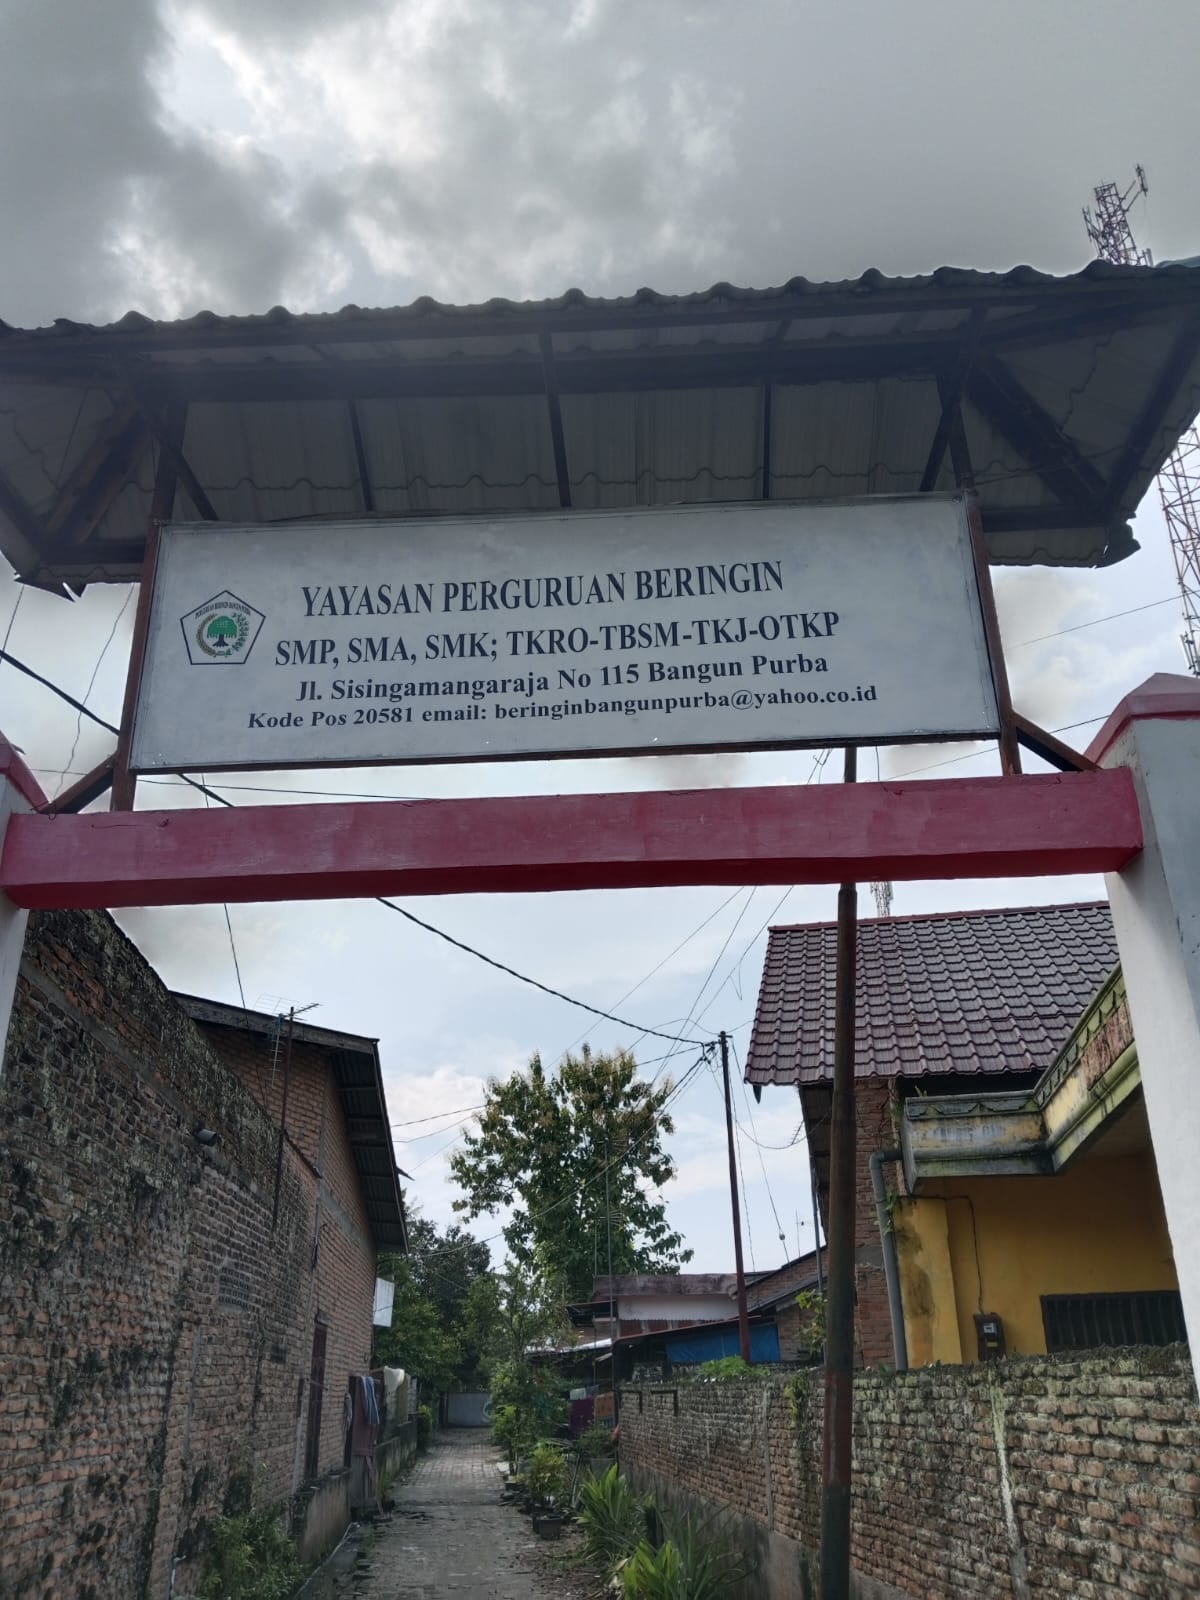 YAYASAN PERGURUAN BERINGIN
SMP, SMA, SMK; TKRO-TBSM-TKJ-OTKP
Jl. Sisingamangaraja No 115 Bangun Purba
Kode Pos 20581 email: beringinbangunpurba@yahoo.co.id